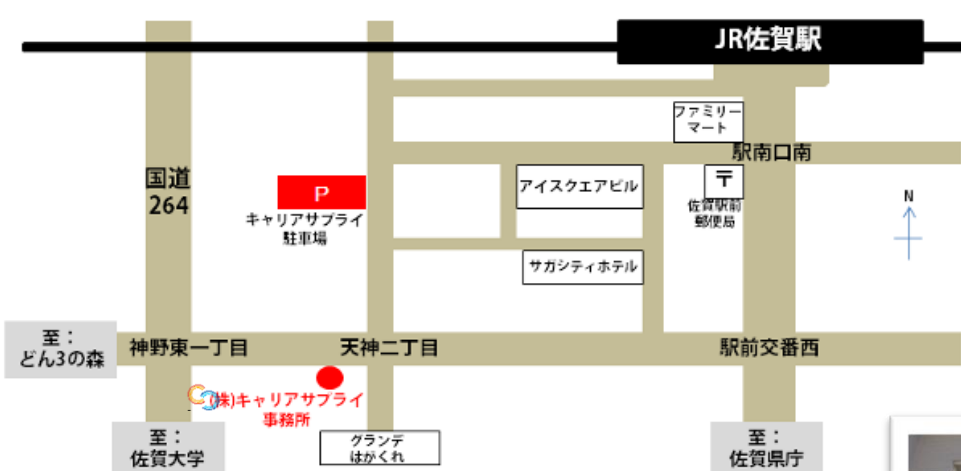 JR佐賀駅
ファミリー
マート
駅南口南
国道
264
P
キャリアサプライ
駐車場
アイスクエアビル
〒
佐賀駅前
郵便局
N
サガシティホテル
至：
どん3の森
神野東一丁目
天神二丁目
駅前交番西
(株)キャリアサプライ
事務所
グランデ
はがくれ
至：
佐賀大学
至：
佐賀県庁